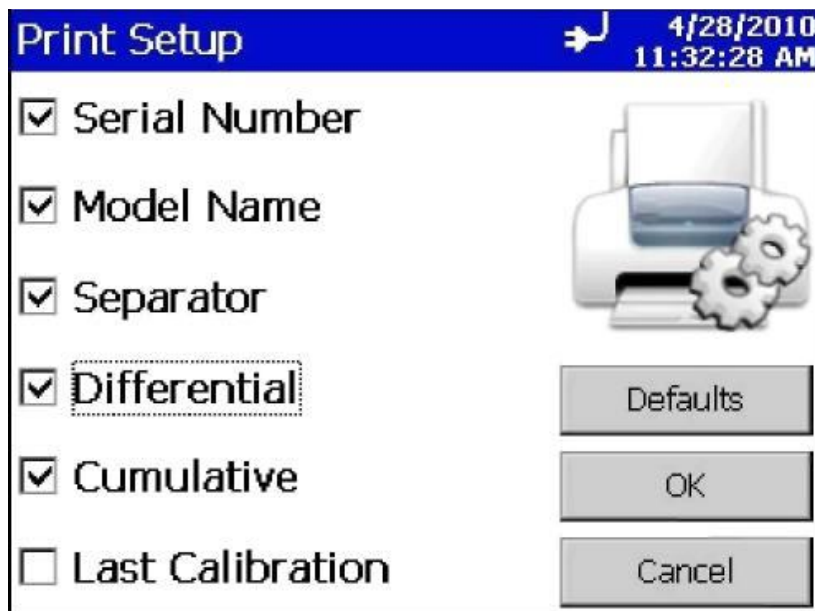 Print Setup
4/28/2010
11:32:28 AM
Serial Number
Model Name
Separator
Differential
Cumulative
Last Calibration
Defaults
OK
Cancel